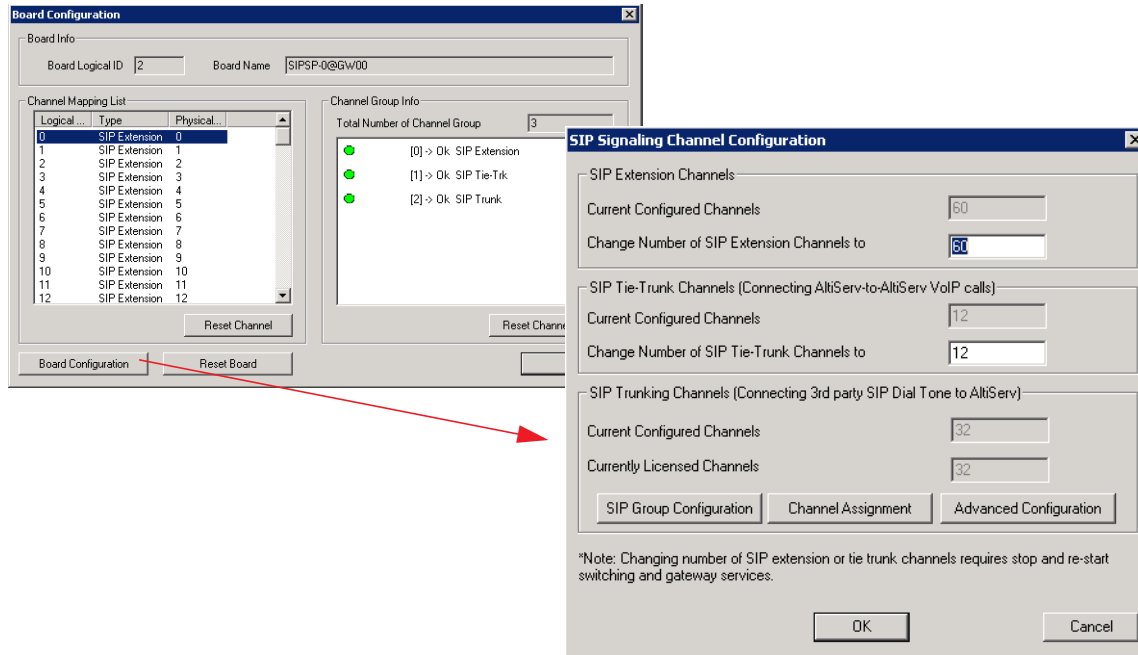 Board Configuration
Board Info
Board Logical ID 2 Board Name SIPSP-0@GW00
Channel Mapping List
Logical ... Type Physical...
0 SIP Extension 0
1 SIP Extension 1
2 SIP Extension 2
3 SIP Extension 3
4 SIP Extension 4
5 SIP Extension 5
6 SIP Extension 6
7 SIP Extension 7
8 SIP Extension 8
9 SIP Extension 9
10 SIP Extension 10
11 SIP Extension 11
12 SIP Extension 12
Reset Channel
Board Configuration Reset Board
Channel Group Info
Total Number of Channel Group 3
[0] -> Ok SIP Extension
[1] -> Ok SIP Tie-Trk
[2] -> Ok SIP Trunk
Reset Channe
SIP Signaling Channel Configuration
SIP Extension Channels
Current Configured Channels 60
Change Number of SIP Extension Channels to 60
SIP Tie-Trunk Channels (Connecting AltiServ-to-AltiServ VoIP calls)
Current Configured Channels 12
Change Number of SIP Tie-Trunk Channels to 12
SIP Trunking Channels (Connecting 3rd party SIP Dial Tone to AltiServ)
Current Configured Channels 32
Currently Licensed Channels 32
SIP Group Configuration Channel Assignment Advanced Configuration
*Note: Changing number of SIP extension or tie trunk channels requires stop and re-start
switching and gateway services.
OK Cancel